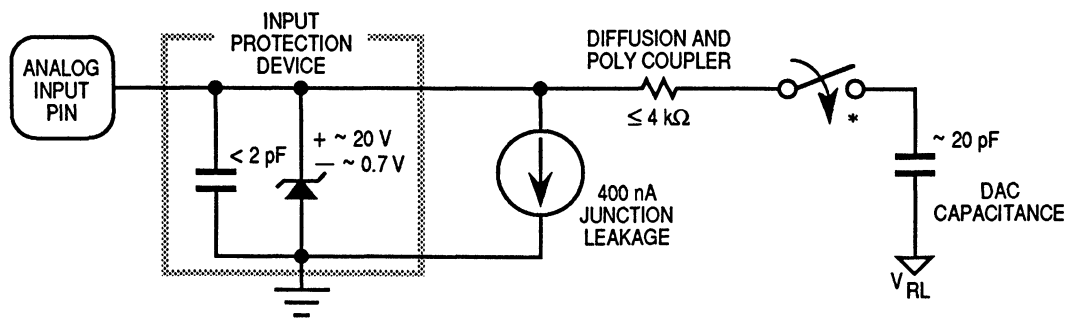 INPUT
PROTECTION
DEVICE
ANALOG
INPUT
PIN
< 2 pF
+ ~ 20 V
— ~ 0.7 V
DIFFUSION AND
POLY COUPLER
≤ 4 kΩ
*
400 nA
JUNCTION
LEAKAGE
~ 20 pF
DAC
CAPACITANCE
VRL